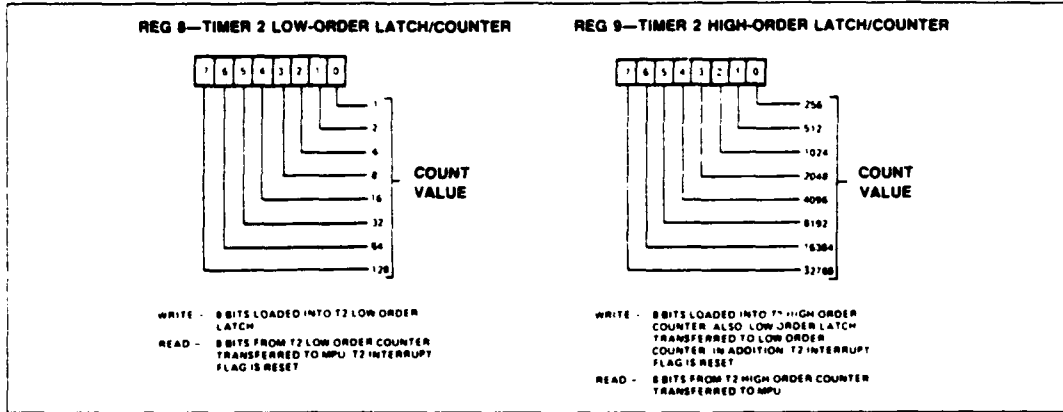 REG 8—TIMER 2 LOW-ORDER LATCH/COUNTER
7 6 5 4 3 2 1 0
1
2
4
8
16
32
64
128
COUNT
VALUE
WRITE - 8 BITS LOADED INTO T2 LOW ORDER
LATCH
READ - 8 BITS FROM T2 LOW ORDER COUNTER
TRANSFERRED TO MPU T2 INTERRUPT
FLAG IS RESET
REG 9—TIMER 2 HIGH-ORDER LATCH/COUNTER
7 6 5 4 3 2 1 0
256
512
1024
2048
4096
8192
16384
32768
COUNT
VALUE
WRITE - 8 BITS LOADED INTO T2 HIGH ORDER
COUNTER ALSO LOW ORDER LATCH
TRANSFERRED TO LOW ORDER
COUNTER IN ADDITION T2 INTERRUPT
FLAG IS RESET
READ - 8 BITS FROM T2 HIGH ORDER COUNTER
TRANSFERRED TO MPU